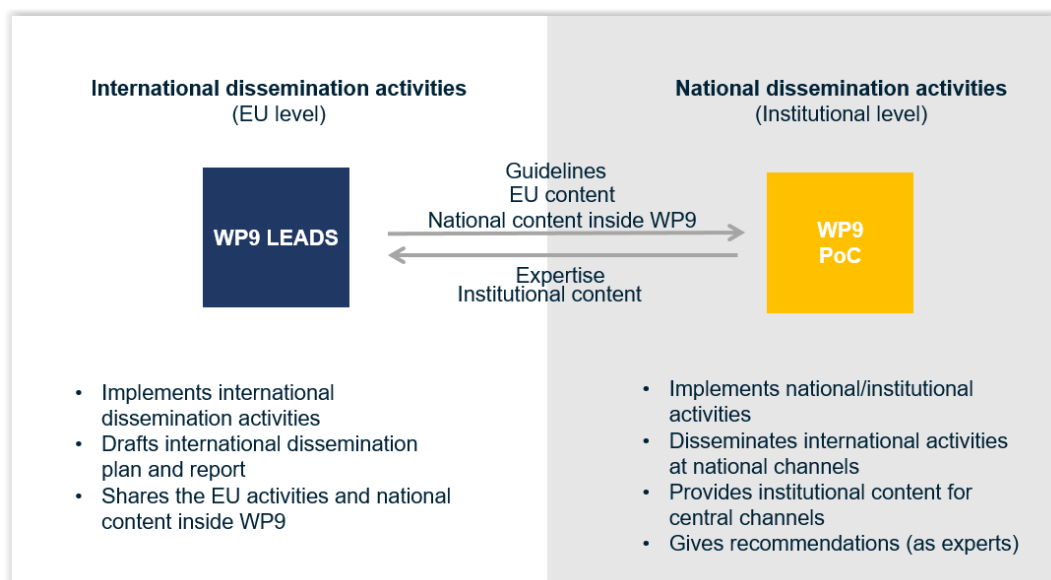 International dissemination activities
(EU level)
National dissemination activities
(Institutional level)
WP9 LEADS
Guidelines
EU content
National content inside WP9
Expertise
Institutional content
WP9
PoC
• Implements international
dissemination activities
• Drafts international dissemination
plan and report
• Shares the EU activities and national
content inside WP9
• Implements national/institutional
activities
• Disseminates international activities
at national channels
• Provides institutional content for
central channels
• Gives recommendations (as experts)